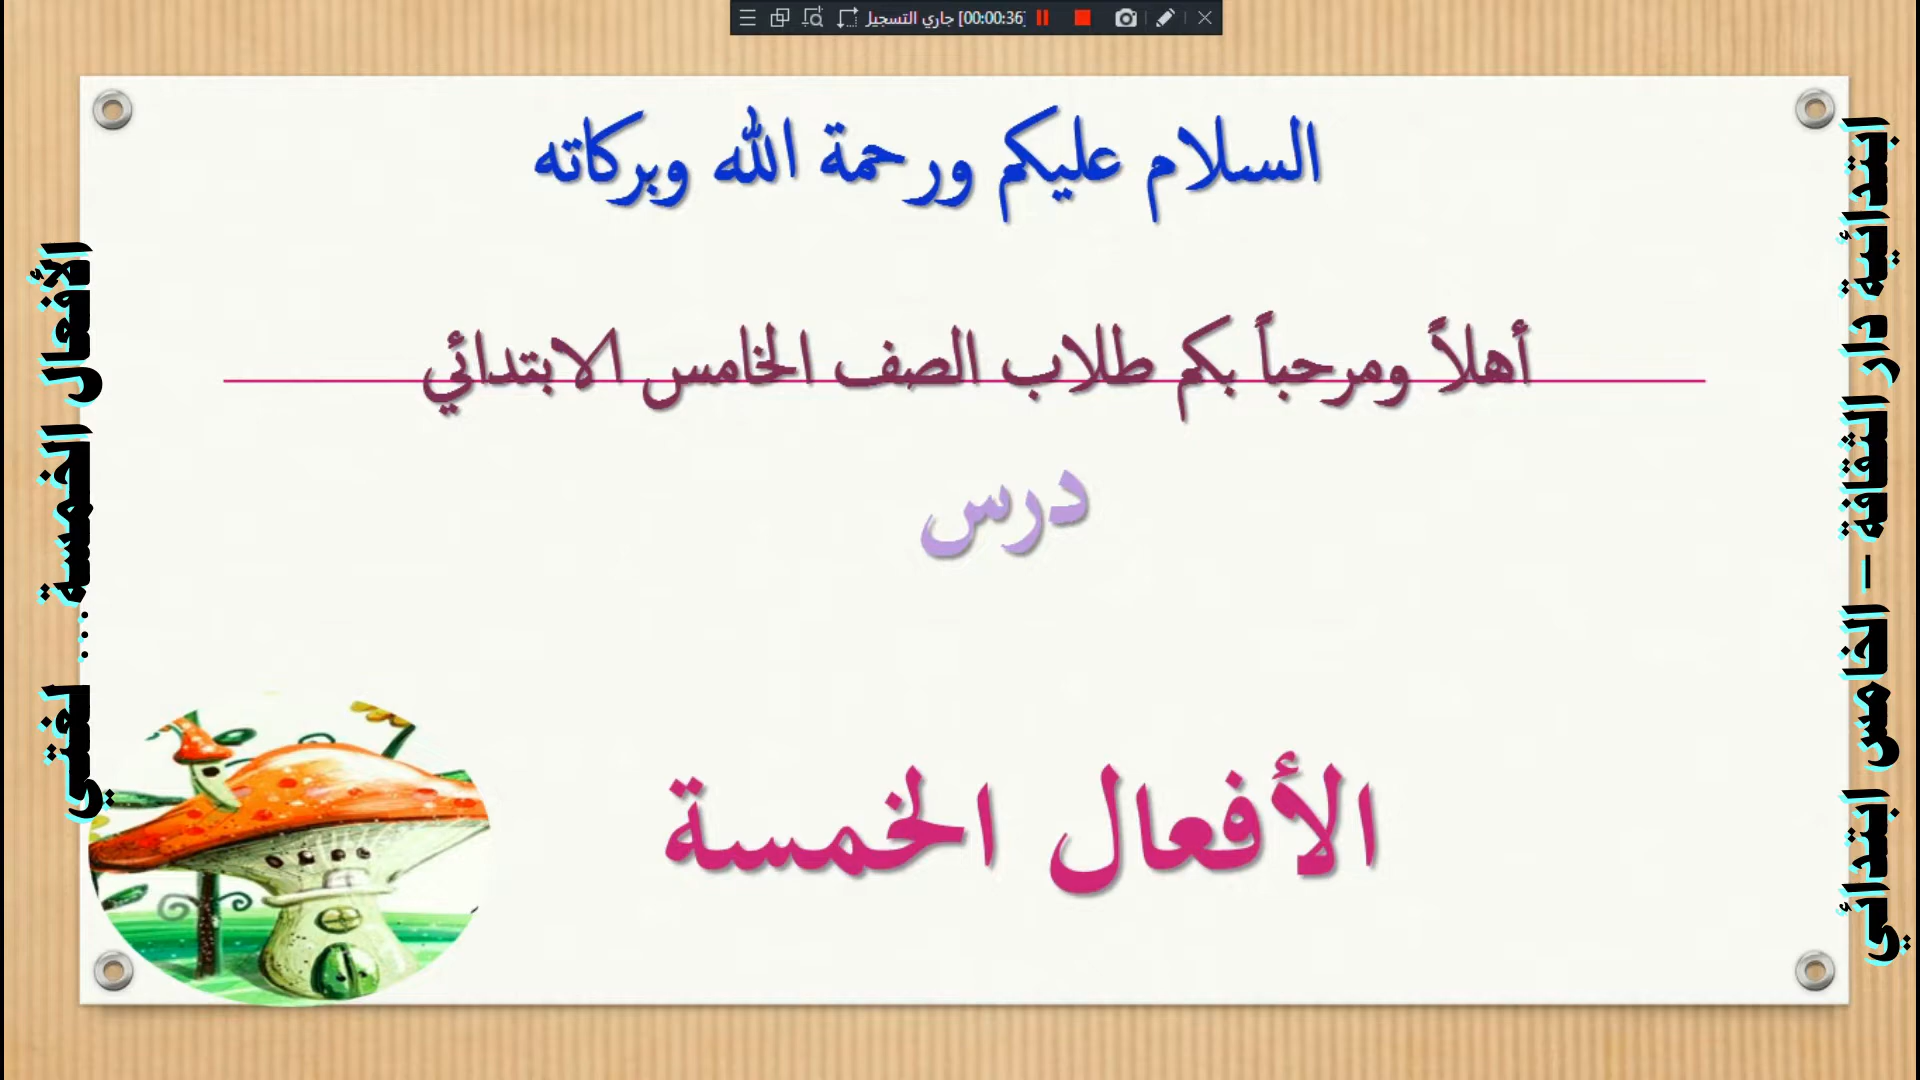 [00:00:36] جاري التسجيل
السلام عليكم ورحمة الله وبركاته
أهلاً ومرحباً بكم طلاب الصف الخامس الابتدائي
درس
الأفعال الخمسة
ابتدائية دار الثقافة – الخامس ابتدائي
الأفعال الخمسة.... لغتي